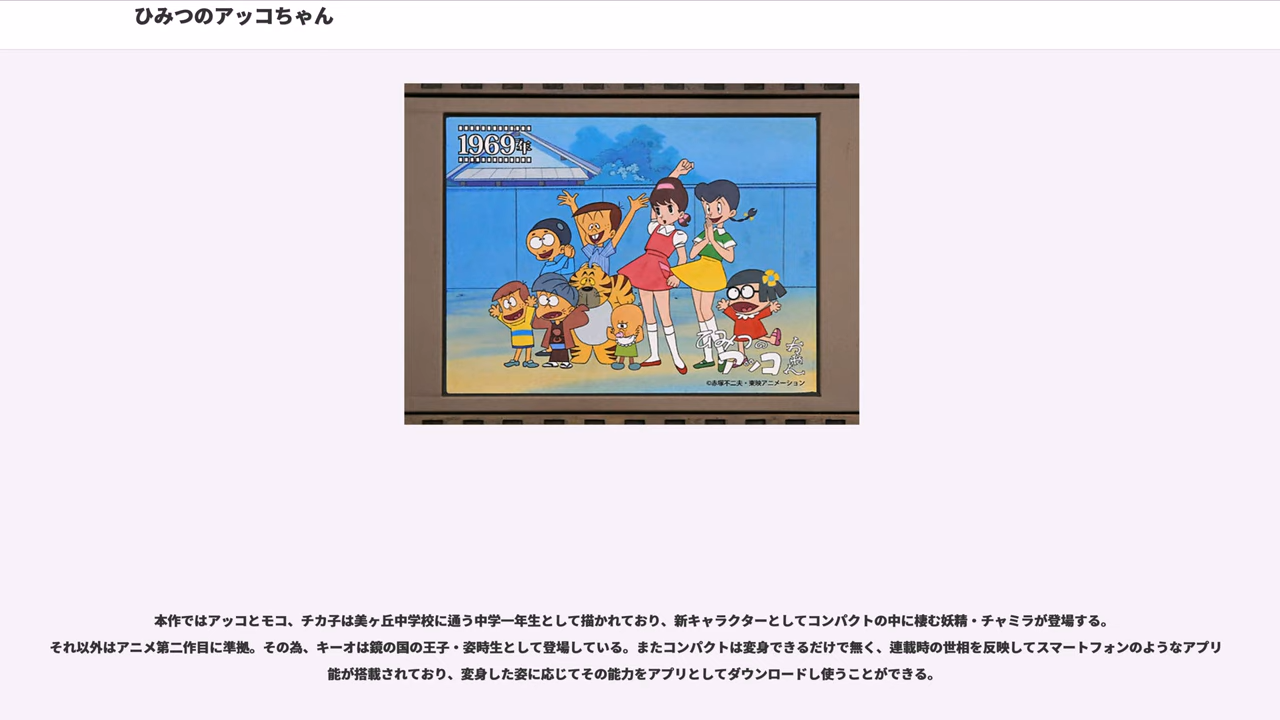 ひみつのアッコちゃん
1969年
ひみつの
アッコちゃん
©赤塚不二夫・東映アニメーション
本作ではアッコとモコ、チカ子は美ヶ丘中学校に通う中学一年生として描かれており、新キャラクターとしてコンパクトの中に棲む妖精・チャミラが登場する。
それ以外はアニメ第二作目に準拠。その為、キーオは鏡の国の王子・姿時生として登場している。またコンパクトは変身できるだけで無く、連載時の世相を反映してスマートフォンのようなアプリ
能が搭載されており、変身した姿に応じてその能力をアプリとしてダウンロードし使うことができる。